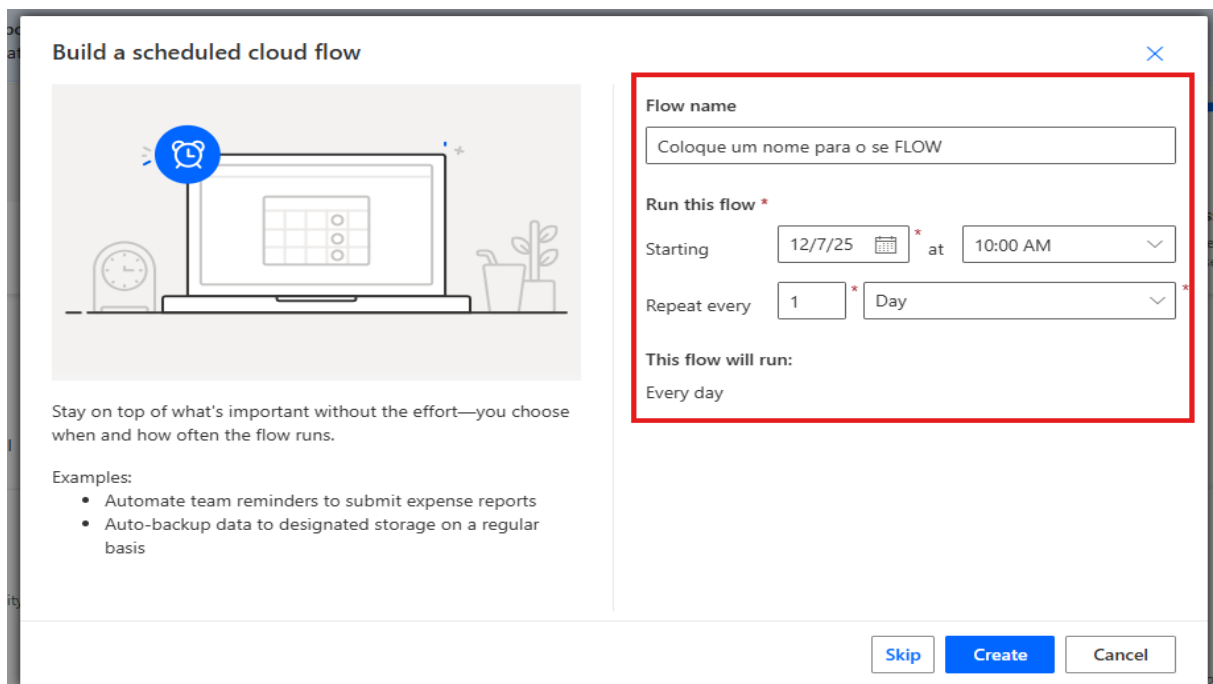 Build a scheduled cloud flow
Flow name
Coloque um nome para o se FLOW
Run this flow *
Starting 12/7/25 * at 10:00 AM
Repeat every 1 * Day *
This flow will run:
Every day
Stay on top of what's important without the effort—you choose
when and how often the flow runs.
Examples:
• Automate team reminders to submit expense reports
• Auto-backup data to designated storage on a regular
basis
Skip Create Cancel